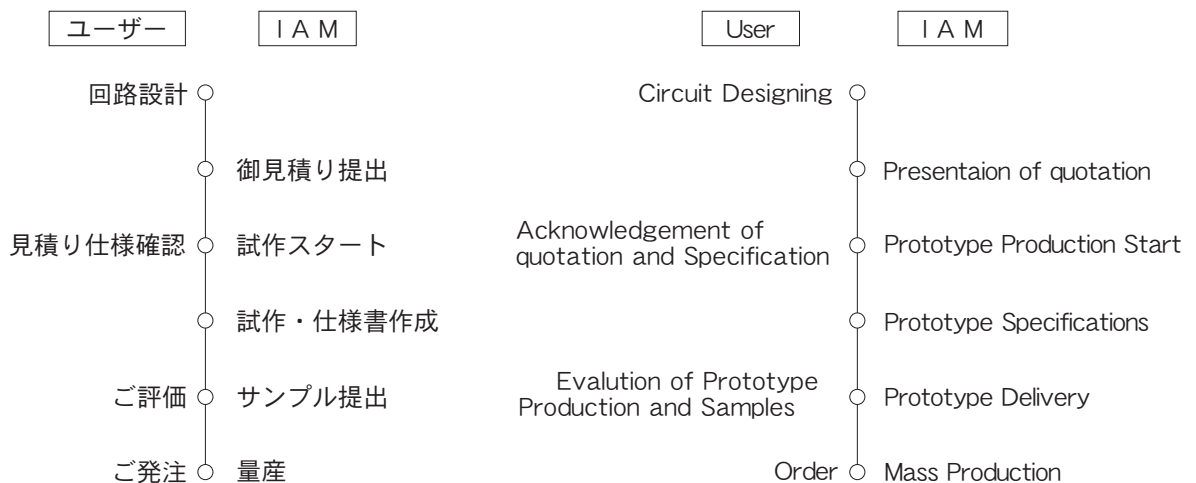 ユーザー IAM
回路設計
御見積り提出
見積り仕様確認 試作スタート
試作・仕様書作成
ご評価 サンプル提出
ご発注 量産
User IAM
Circuit Designing
Presentaion of quotation
Acknowledgement of
quotation and Specification
Prototype Production Start
Prototype Specifications
Evalution of Prototype
Production and Samples
Prototype Delivery
Order Mass Production